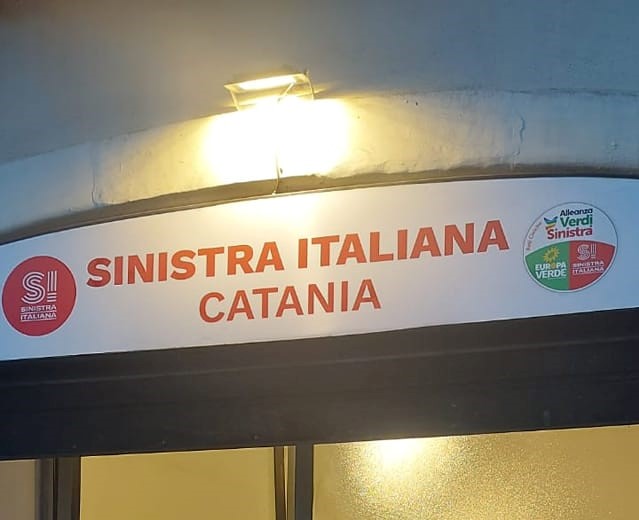 SI
SINISTRA
ITALIANA
SINISTRA ITALIANA
CATANIA
Alleanza
Verdi
Sinistra
EUROPA
VERDE
SI
SINISTRA
ITALIANA